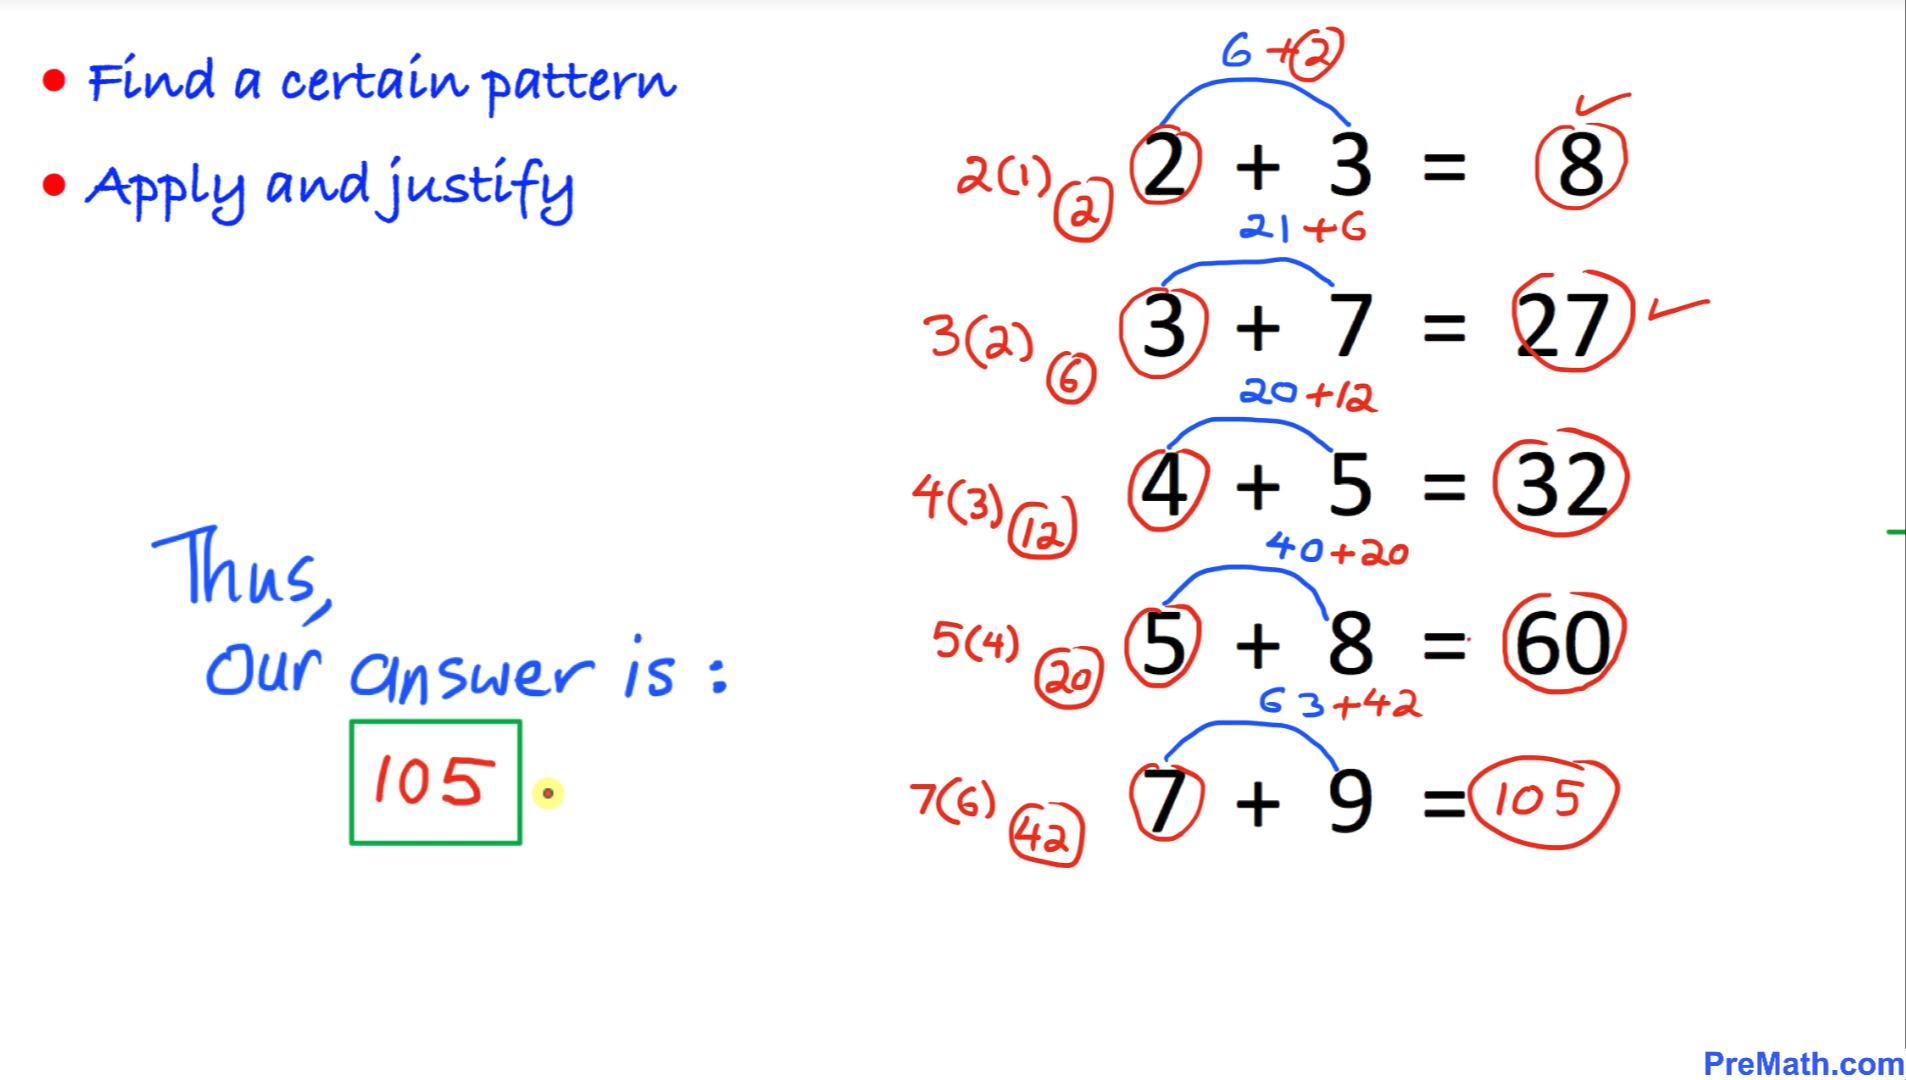 • Find a certain pattern
• Apply and justify
6 + 2
2(1) 2 2 + 3 = 8
21 + 6
3(2) 6 3 + 7 = 27
20 + 12
4(3) 12 4 + 5 = 32
40 + 20
5(4) 20 5 + 8 = 60
63 + 42
7(6) 42 7 + 9 = 105
Thus,
our answer is :
105
PreMath.com